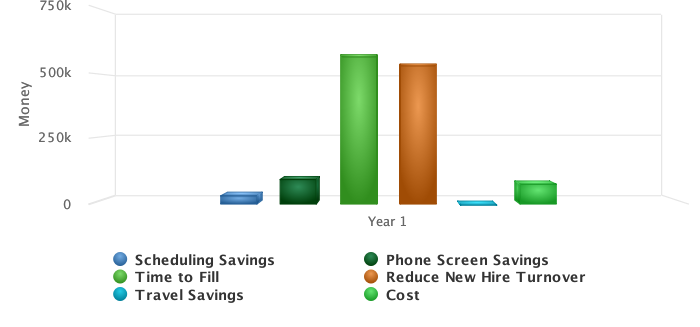 750k
500k
250k
0
Money
Year 1
Scheduling Savings
Phone Screen Savings
Time to Fill
Reduce New Hire Turnover
Travel Savings
Cost